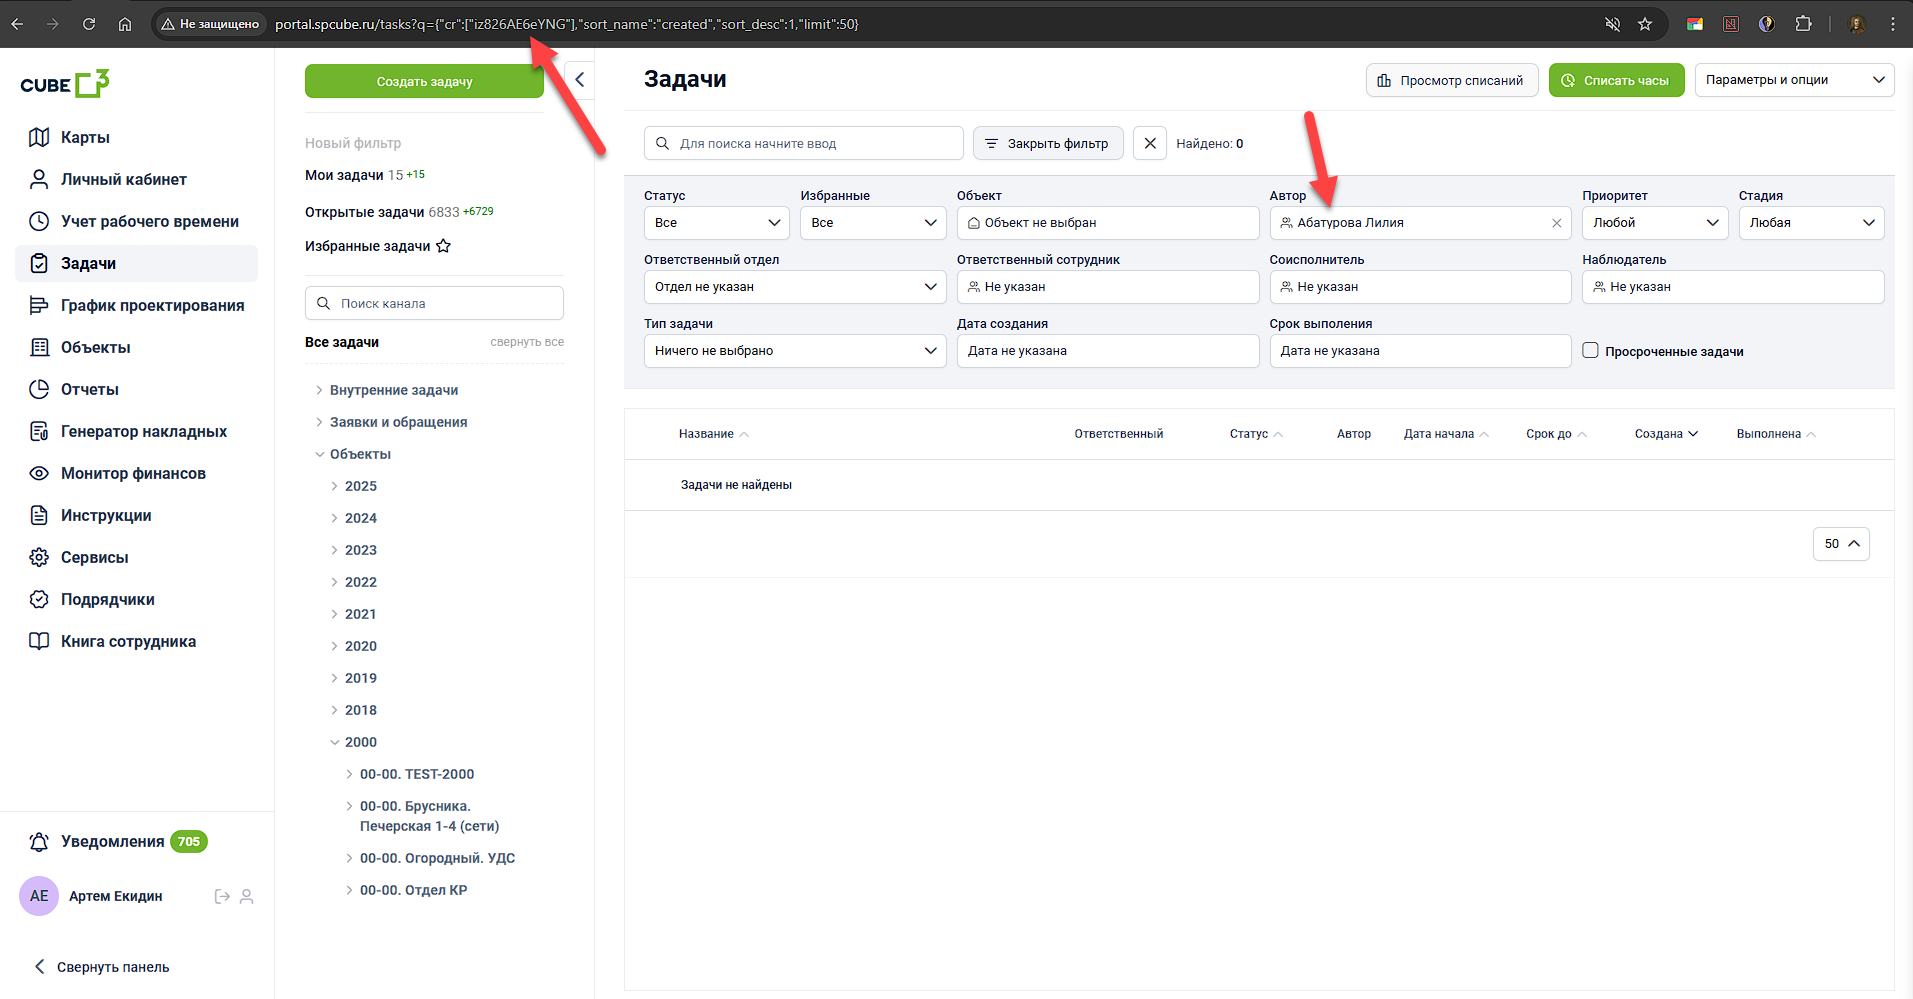 Не защищено
portal.spcube.ru/tasks?q={"cr":["iz826AE6eYNG"],"sort_name":"created","sort_desc":1,"limit":50}
CUBE 3
Карты
Личный кабинет
Учет рабочего времени
Задачи
График проектирования
Объекты
Отчеты
Генератор накладных
Монитор финансов
Инструкции
Сервисы
Подрядчики
Книга сотрудника
Уведомления 705
AE Артем Екидин
Свернуть панель
Создать задачу
Новый фильтр
Мои задачи 15 +15
Открытые задачи 6833 +6729
Избранные задачи
Поиск канала
Все задачи свернуть все
Внутренние задачи
Заявки и обращения
Объекты
2025
2024
2023
2022
2021
2020
2019
2018
2000
00-00. TEST-2000
00-00. Брусника.
Печерская 1-4 (сети)
00-00. Огородный. УДС
00-00. Отдел КР
Задачи
Просмотр списаний
Списать часы
Параметры и опции
Для поиска начните ввод
Закрыть фильтр
Найдено: 0
Статус Избранные Объект Автор Приоритет Стадия
Все Все Объект не выбран Абатурова Лилия Любой Любая
Ответственный отдел Ответственный сотрудник Соисполнитель Наблюдатель
Отдел не указан Не указан Не указан Не указан
Тип задачи Дата создания Срок выполения
Ничего не выбрано Дата не указана Дата не указана Просроченные задачи
Название Ответственный Статус Автор Дата начала Срок до Создана Выполнена
Задачи не найдены
50